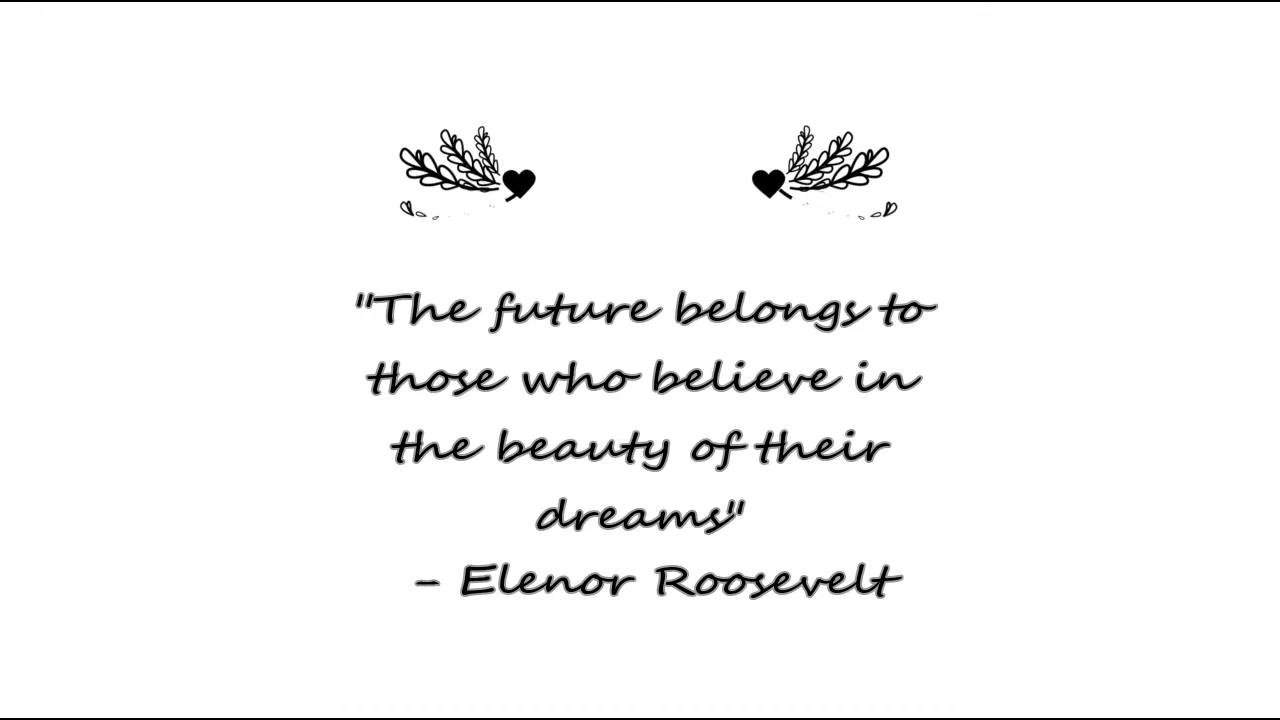 "The future belongs to
those who believe in
the beauty of their
dreams"
- Elenor Roosevelt